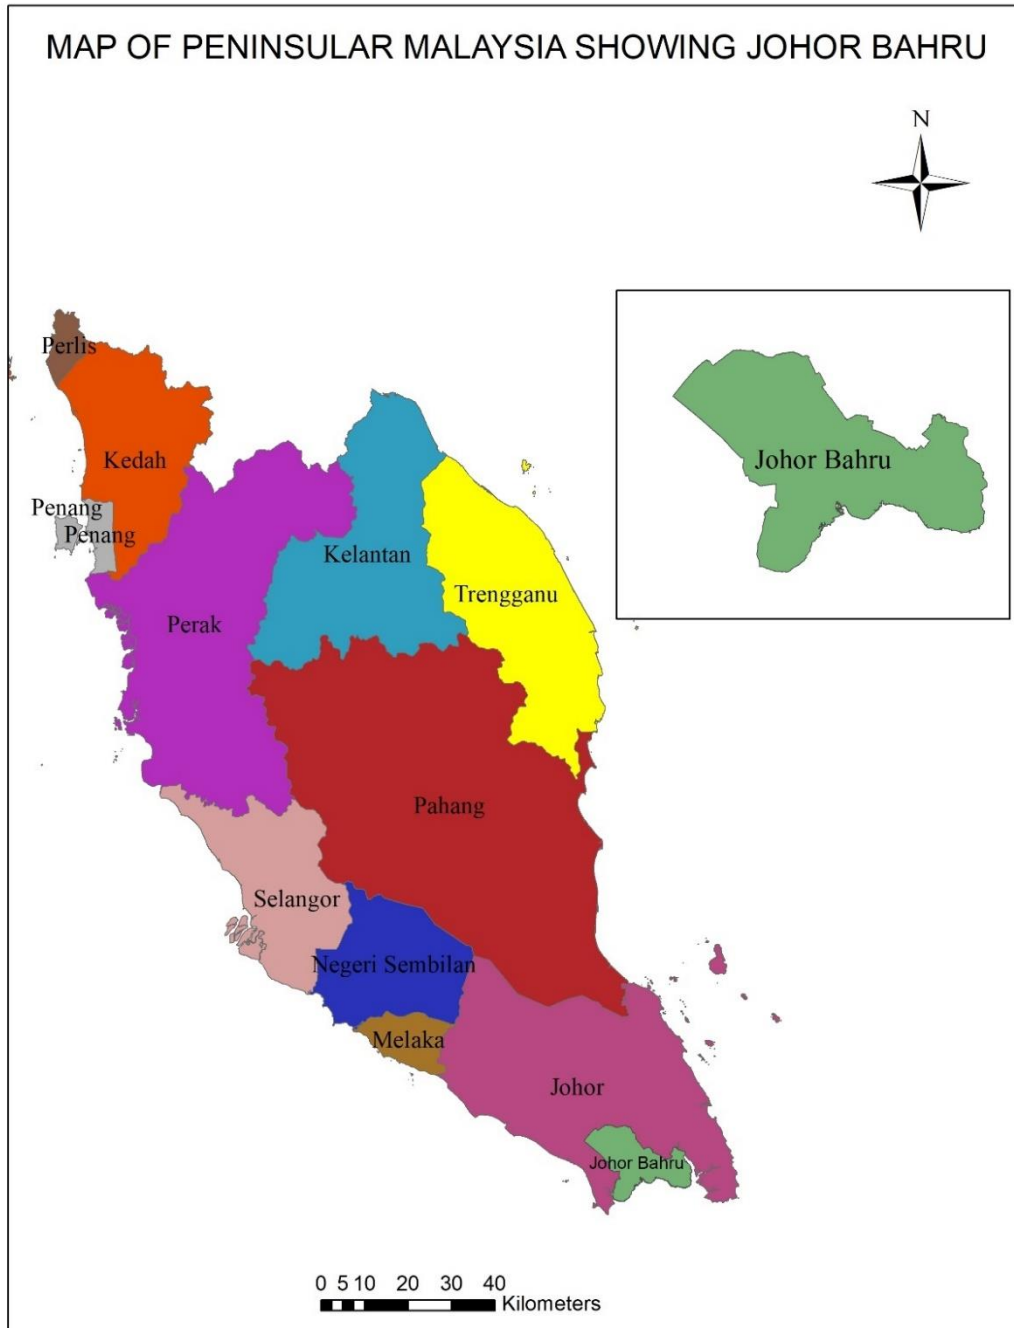 MAP OF PENINSULAR MALAYSIA SHOWING JOHOR BAHRU
N
Perlis
Kedah
Johor Bahru
Penang
Penang
Kelantan
Trengganu
Perak
Pahang
Selangor
Negeri Sembilan
Melaka
Johor
Johor Bahru
0 5 10 20 30 40
Kilometers